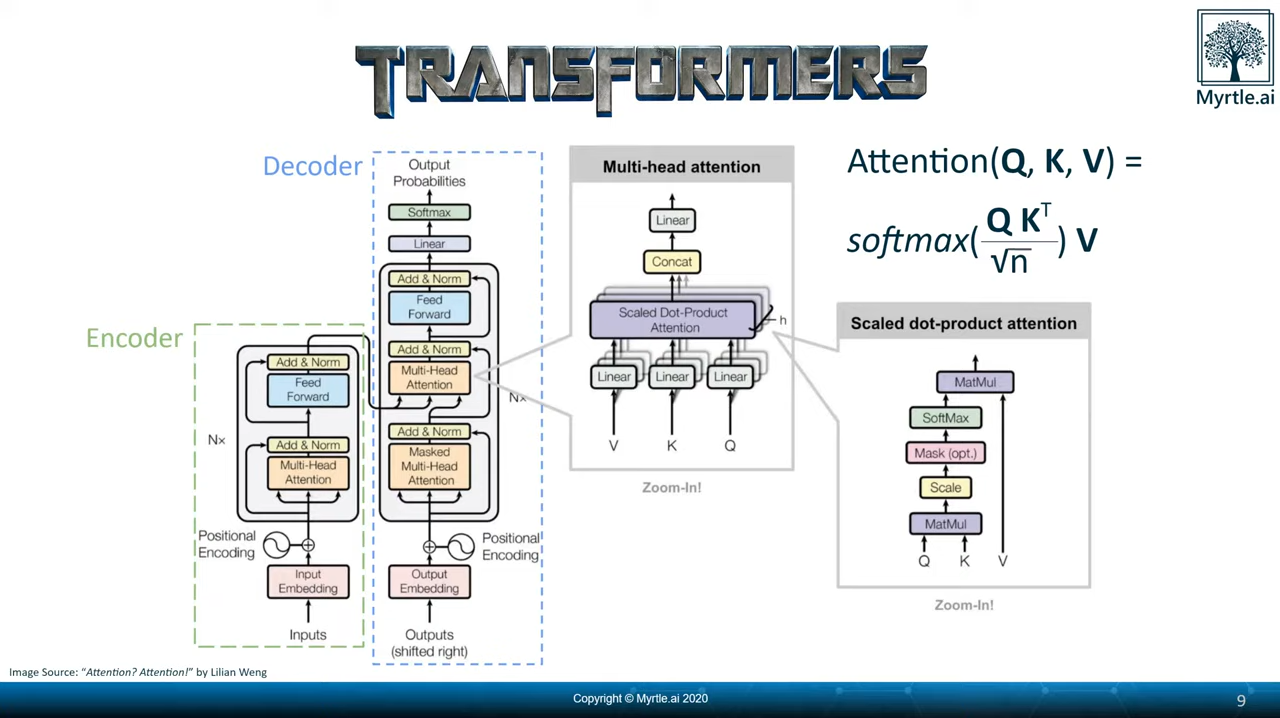 TRANSFORMERS
Myrtle.ai
Decoder
Output
Probabilities
Softmax
Linear
Add & Norm
Feed
Forward
Add & Norm
Multi-Head
Attention
Nx
Add & Norm
Masked
Multi-Head
Attention
Positional
Encoding
Output
Embedding
Outputs
(shifted right)
Encoder
Add & Norm
Feed
Forward
Nx
Add & Norm
Multi-Head
Attention
Positional
Encoding
Input
Embedding
Inputs
Multi-head attention
Linear
Concat
Scaled Dot-Product
Attention
h
Linear Linear Linear
V K Q
Zoom-In!
Attention(Q, K, V) =
softmax(Q Kᵀ / √n) V
Scaled dot-product attention
MatMul
SoftMax
Mask (opt.)
Scale
MatMul
Q K V
Zoom-In!
Image Source: “Attention? Attention!” by Lilian Weng
Copyright © Myrtle.ai 2020
9